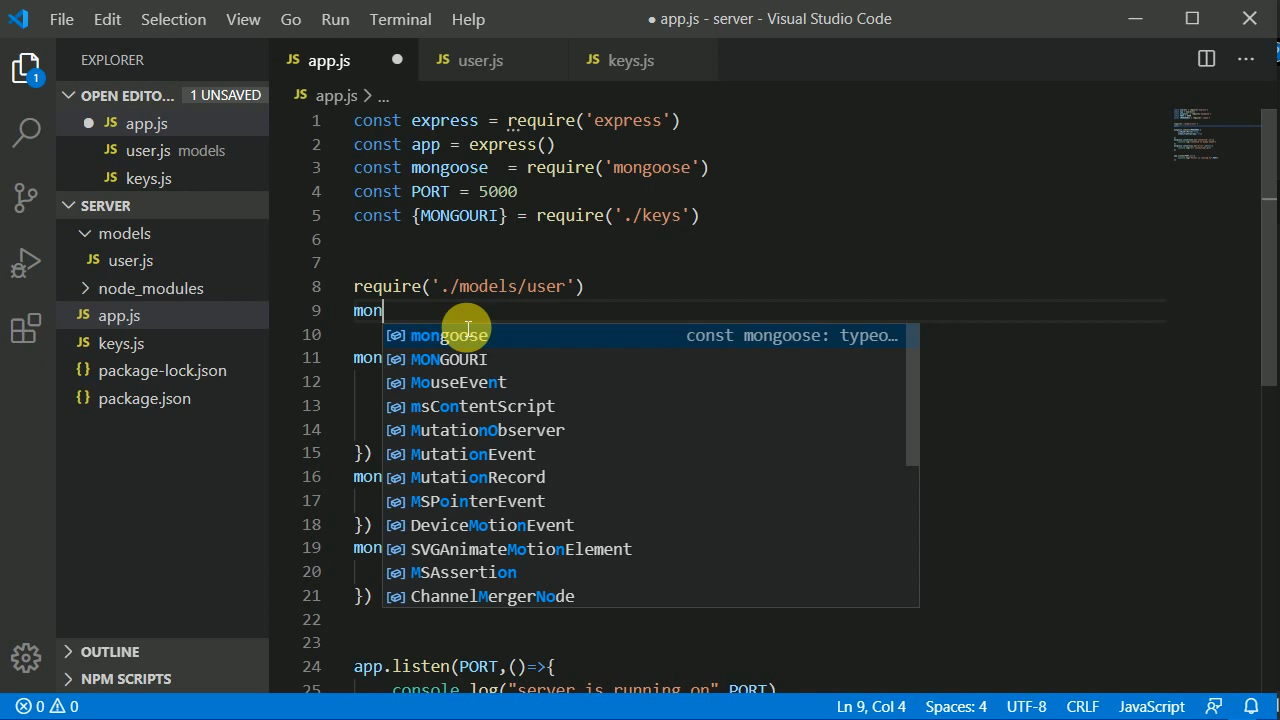 File Edit Selection View Go Run Terminal Help ● app.js - server - Visual Studio Code
EXPLORER
JS app.js ● JS user.js JS keys.js
OPEN EDITO... 1 UNSAVED
JS app.js > ...
● JS app.js
JS user.js models
JS keys.js
SERVER
models
JS user.js
node_modules
JS app.js
JS keys.js
{} package-lock.json
{} package.json
OUTLINE
NPM SCRIPTS
1
1 const express = require('express')
2 const app = express()
3 const mongoose  = require('mongoose')
4 const PORT = 5000
5 const {MONGOURI} = require('./keys')
6
7
8 require('./models/user')
9 mon
10
11 mon
12
13
14
15 })
16 mon
17
18 })
19 mon
20
21 })
22
23
24 app.listen(PORT,()=>{
25 console.log("server is running on",PORT)
mongoose const mongoose: typeo...
MONGOURI
MouseEvent
msContentScript
MutationObserver
MutationEvent
MutationRecord
MSPointerEvent
DeviceMotionEvent
SVGAnimateMotionElement
MSAssertion
ChannelMergerNode
0 0 Ln 9, Col 4 Spaces: 4 UTF-8 CRLF JavaScript